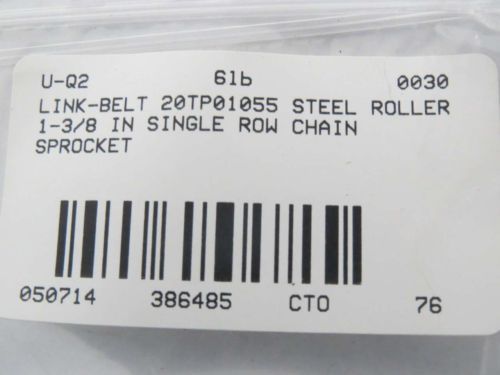 U-Q2 6lb 0030
LINK-BELT 20TP01055 STEEL ROLLER
1-3/8 IN SINGLE ROW CHAIN
SPROCKET
050714 386485 CTO 76